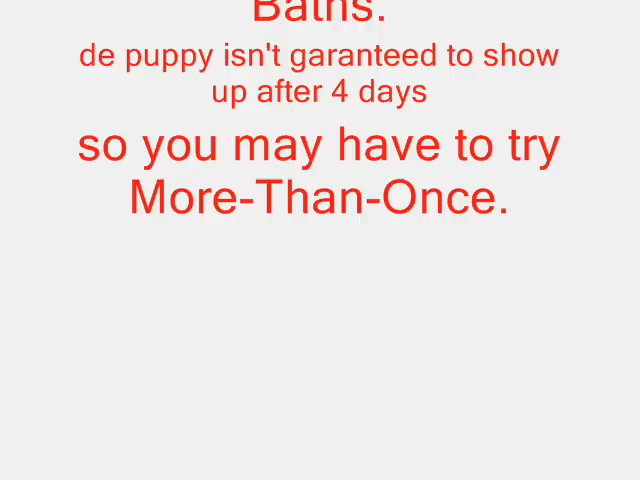 Baths.
de puppy isn't garanteed to show
up after 4 days
so you may have to try
More-Than-Once.